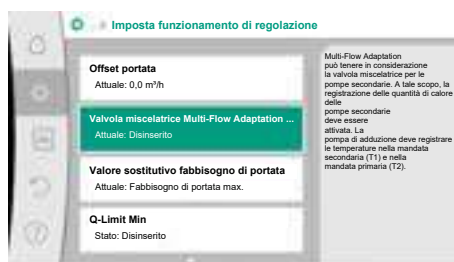 Imposta funzionamento di regolazione
Offset portata
Attuale: 0,0 m³/h
Valvola miscelatrice Multi-Flow Adaptation ...
Attuale: Disinserito
Valore sostitutivo fabbisogno di portata
Attuale: Fabbisogno di portata max.
Q-Limit Min
Stato: Disinserito
Multi-Flow Adaptation
può tenere in considerazione
la valvola miscelatrice per le
pompe secondarie. A tale scopo, la
registrazione delle quantità di calore
delle
pompe secondarie
deve essere
attivata. La
pompa di adduzione deve registrare
le temperature nella mandata
secondaria (T1) e nella
mandata primaria (T2).